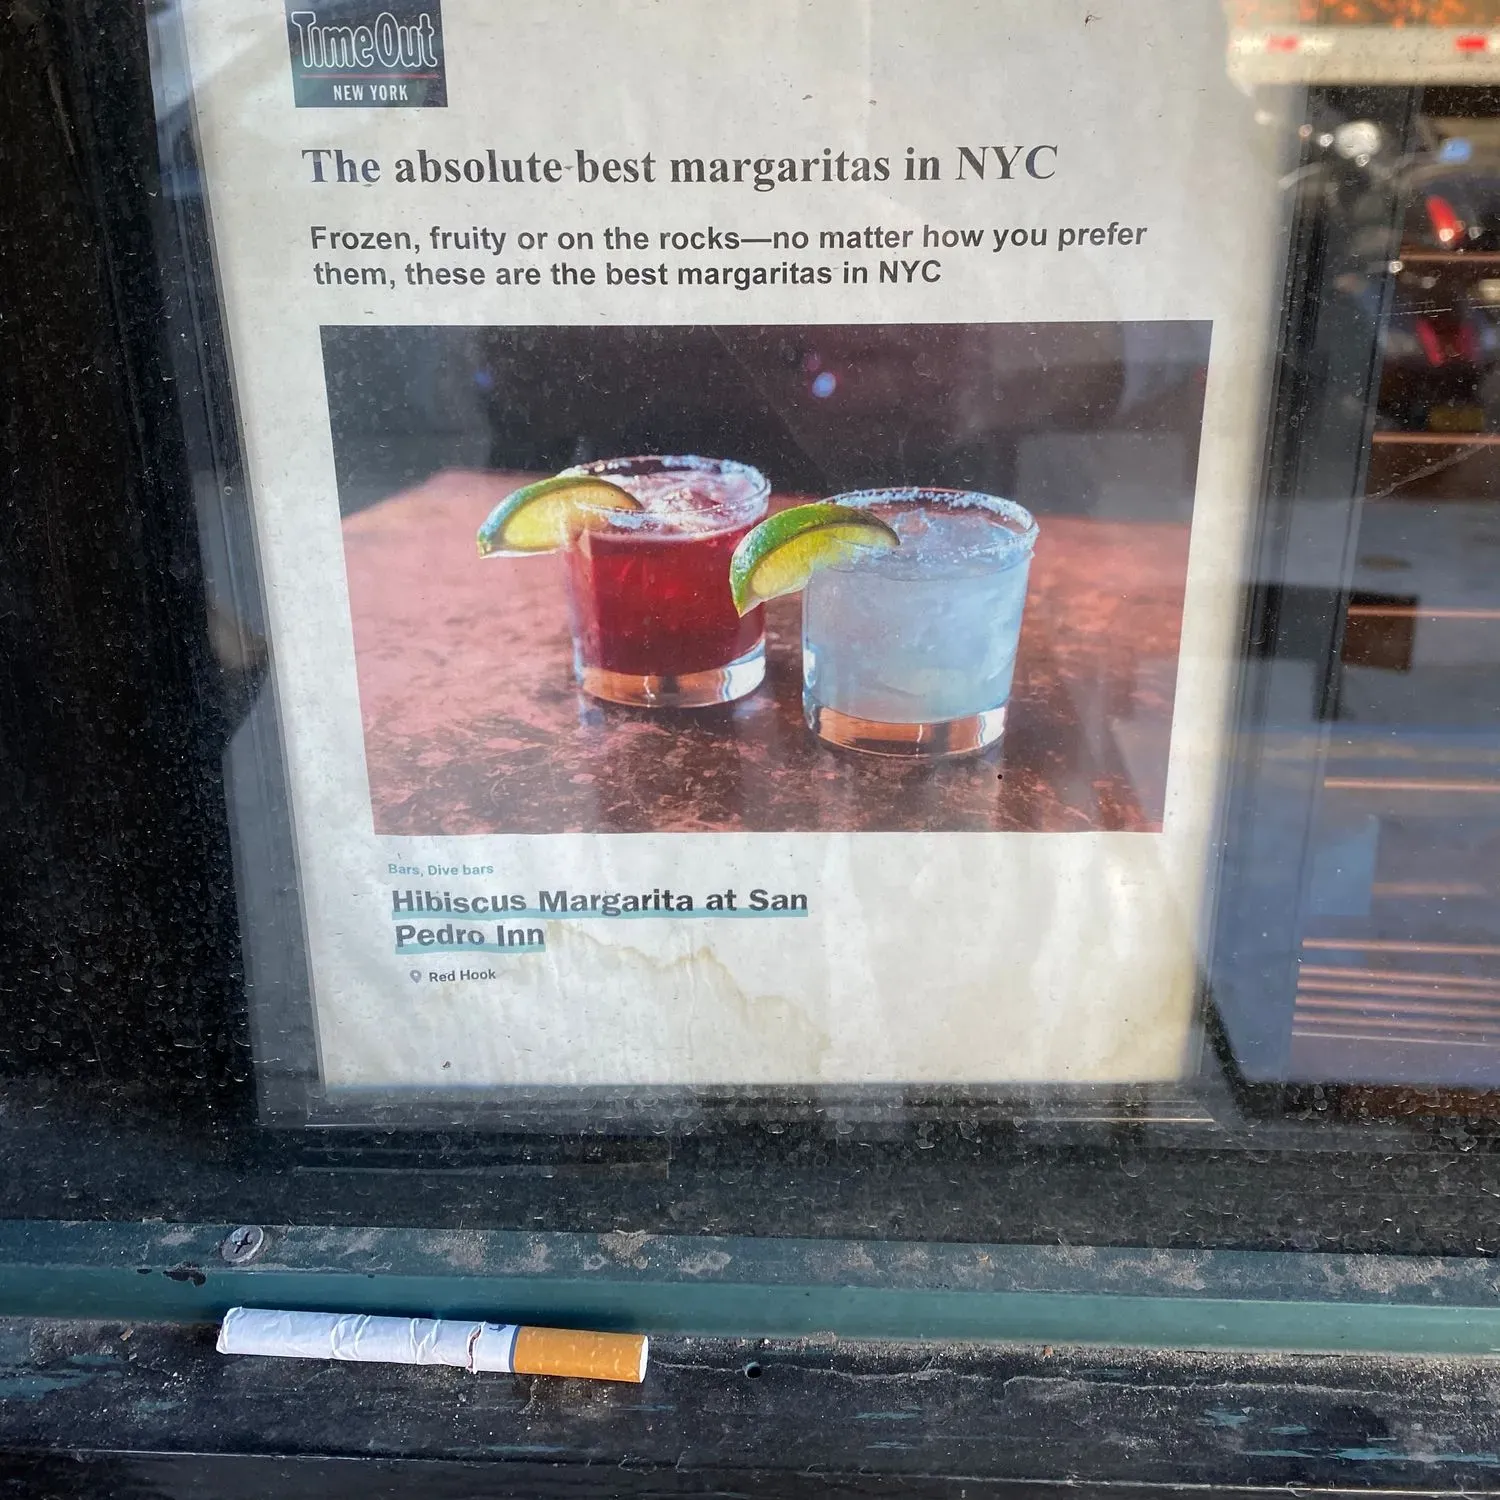 TimeOut
NEW YORK
The absolute best margaritas in NYC
Frozen, fruity or on the rocks—no matter how you prefer
them, these are the best margaritas in NYC
Bars, Dive bars
Hibiscus Margarita at San
Pedro Inn
Red Hook